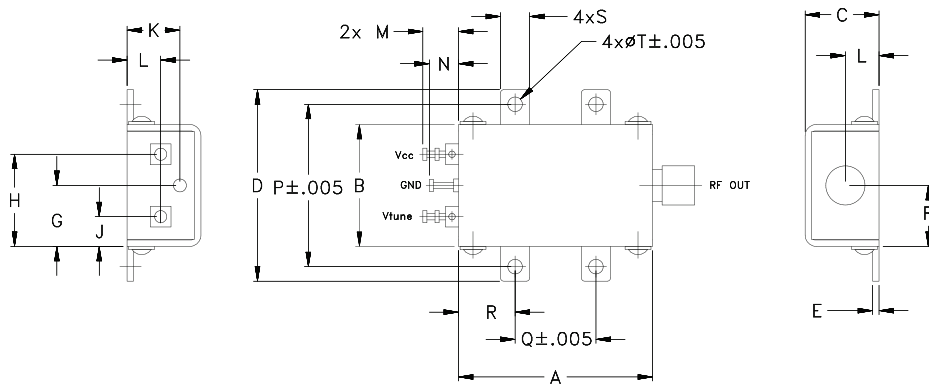 4xS
2x M
4xøT±.005
N
K
L
C
L
Vcc
GND
Vtune
D
P±.005
B
RF OUT
H
G
J
F
E
R
Q±.005
A